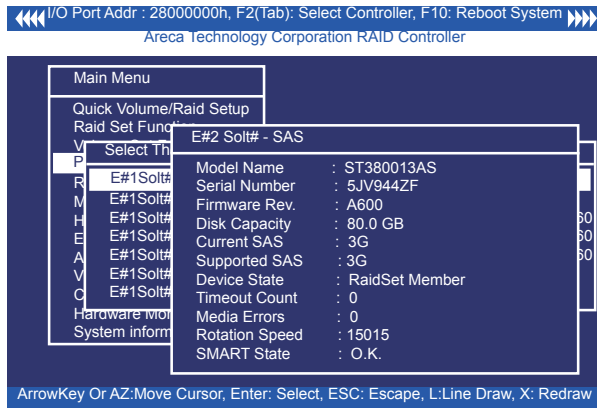 I/O Port Addr : 28000000h, F2(Tab): Select Controller, F10: Reboot System
Areca Technology Corporation RAID Controller
Main Menu
Quick Volume/Raid Setup
Raid Set
V
P
R
M
H
E
A
V
C
Hardware
System inform
Select Th
E#1Solt#
E#1Solt#
E#1Solt#
E#1Solt#
E#1Solt#
E#1Solt#
E#1Solt#
60
60
60
E#2 Solt# - SAS
Model Name : ST380013AS
Serial Number : 5JV944ZF
Firmware Rev. : A600
Disk Capacity : 80.0 GB
Current SAS : 3G
Supported SAS : 3G
Device State : RaidSet Member
Timeout Count : 0
Media Errors : 0
Rotation Speed : 15015
SMART State : O.K.
ArrowKey Or AZ:Move Cursor, Enter: Select, ESC: Escape, L:Line Draw, X: Redraw